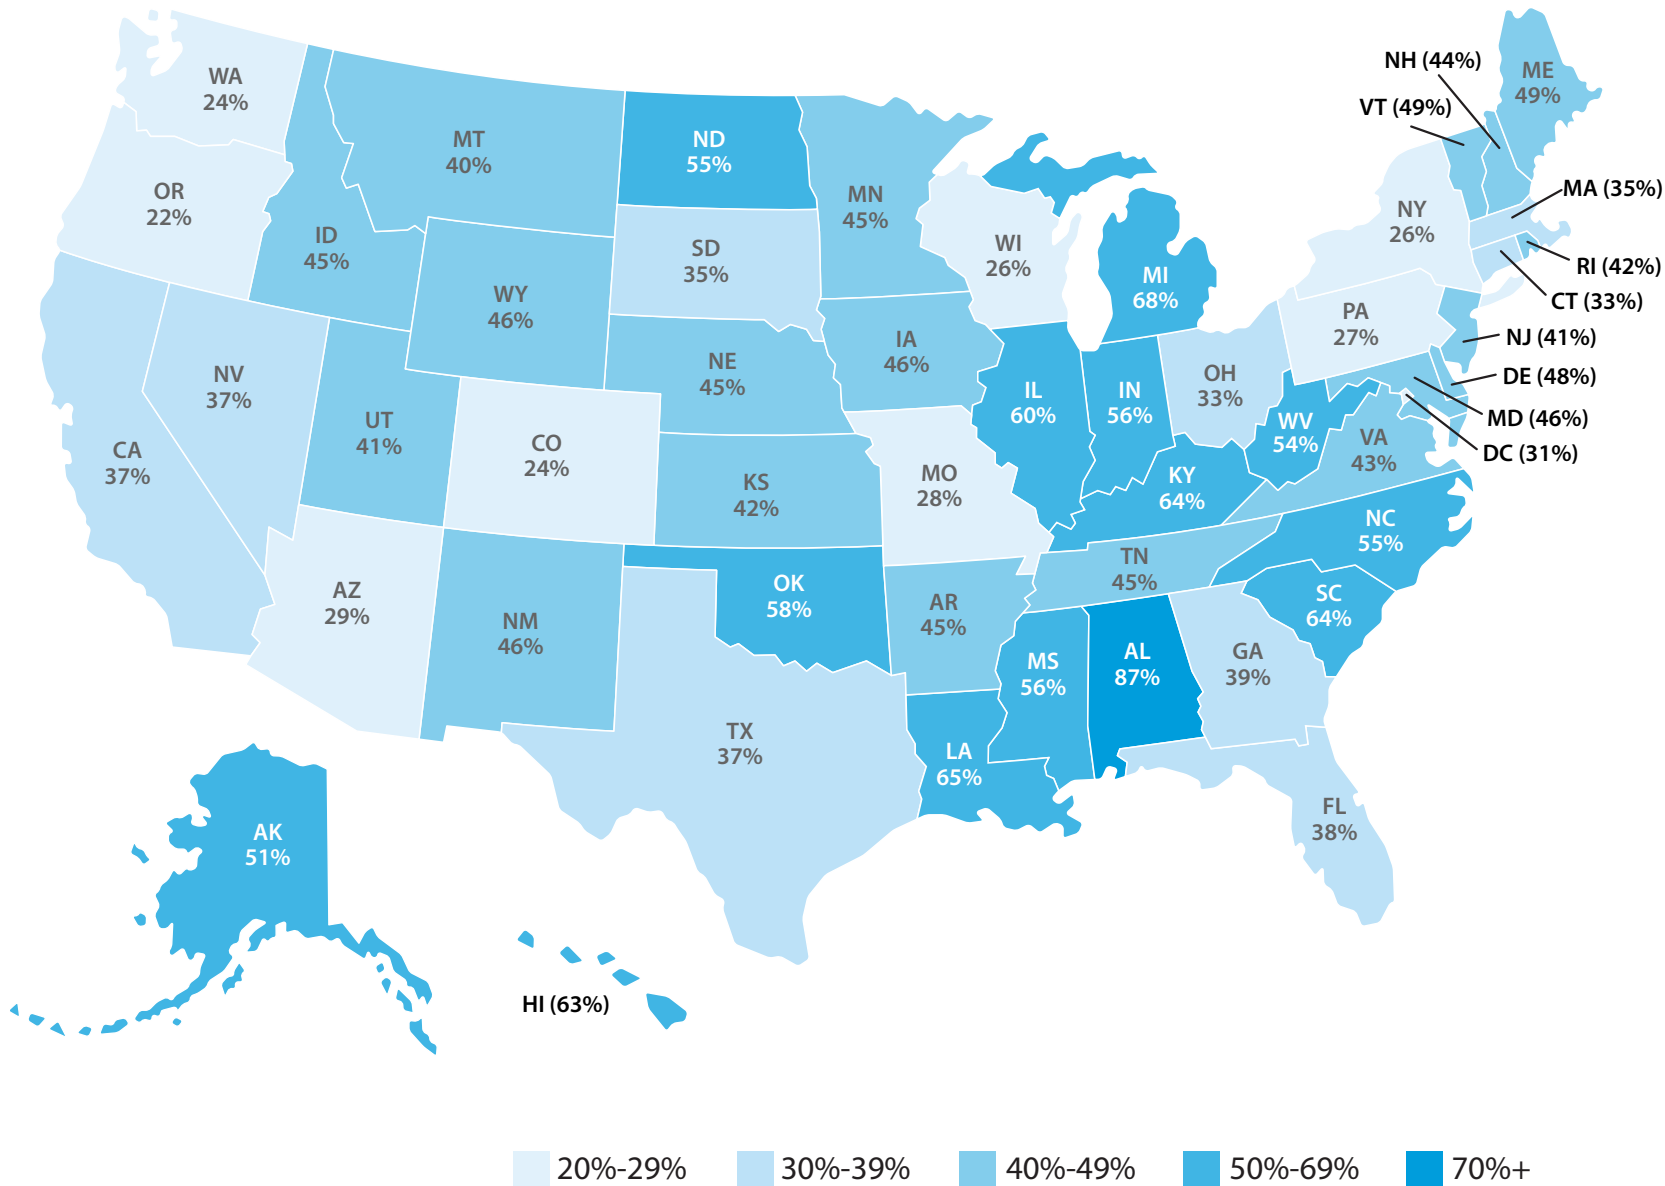 WA
24%
OR
22%
ID
45%
MT
40%
ND
55%
MN
45%
SD
35%
WI
26%
MI
68%
NY
26%
NH (44%)
VT (49%)
ME
49%
MA (35%)
RI (42%)
CT (33%)
NJ (41%)
DE (48%)
MD (46%)
DC (31%)
PA
27%
WY
46%
NE
45%
IA
46%
NV
37%
UT
41%
CA
37%
CO
24%
KS
42%
MO
28%
IL
60%
IN
56%
OH
33%
WV
54%
VA
43%
KY
64%
NC
55%
TN
45%
SC
64%
AZ
29%
NM
46%
OK
58%
AR
45%
MS
56%
AL
87%
GA
39%
TX
37%
LA
65%
FL
38%
AK
51%
HI (63%)
20%-29%
30%-39%
40%-49%
50%-69%
70%+